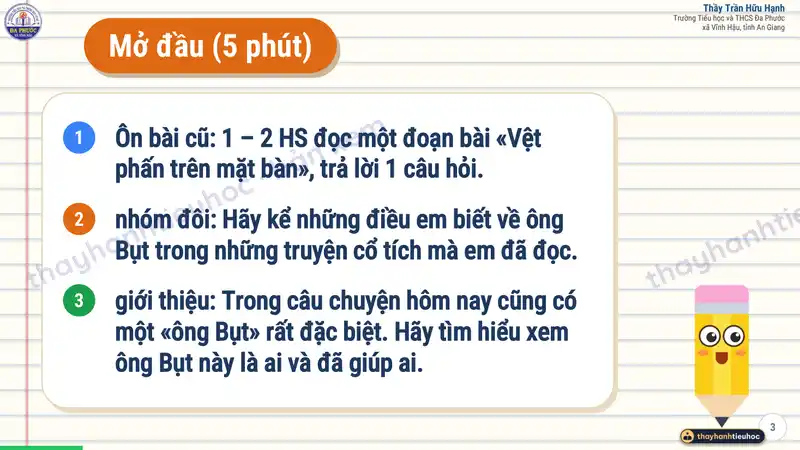 Thầy Trần Hữu Hạnh
Trường Tiểu học và THCS Đa Phước
xã Vĩnh Hậu, tỉnh An Giang
ĐA PHƯỚC
Mở đầu (5 phút)
1
Ôn bài cũ: 1 – 2 HS đọc một đoạn bài «Vệt
phấn trên mặt bàn», trả lời 1 câu hỏi.
2
nhóm đôi: Hãy kể những điều em biết về ông
Bụt trong những truyện cổ tích mà em đã đọc.
3
giới thiệu: Trong câu chuyện hôm nay cũng có
một «ông Bụt» rất đặc biệt. Hãy tìm hiểu xem
ông Bụt này là ai và đã giúp ai.
thayhanhtieuhoc
3